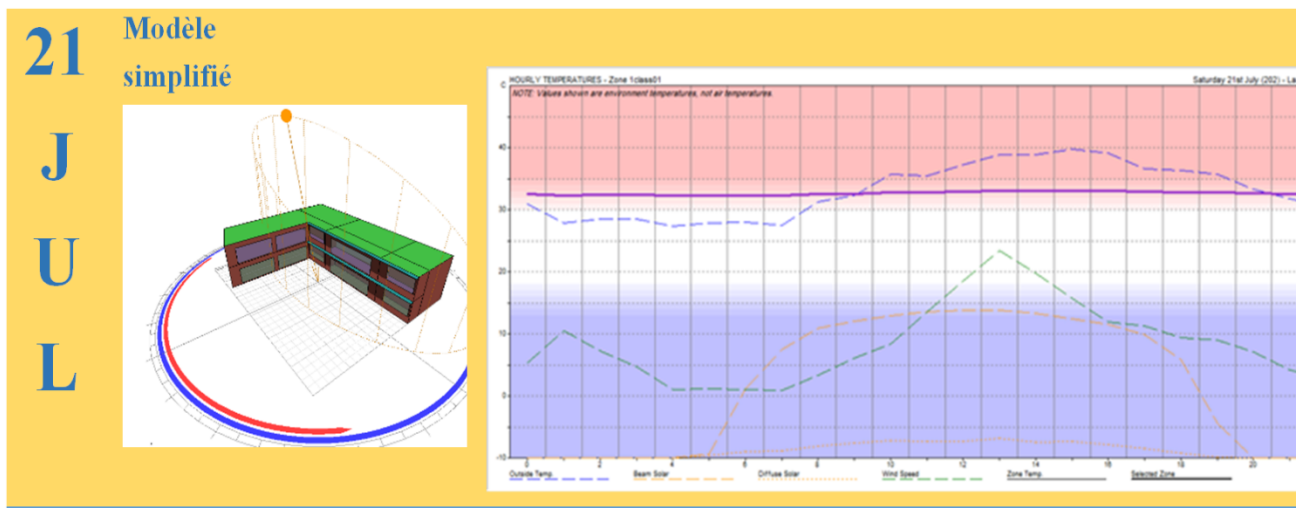 21
J
U
L
Modèle
simplifié
HOURLY TEMPERATURES - Zone 1class01
Saturday 21st July (202) - La
C
NOTE: Values shown are environment temperatures, not air temperatures.
40
30
20
10
0
-10
0 2 4 6 8 10 12 14 16 18 20
Outside Temp. Beam Solar Diffuse Solar Wind Speed Zone Temp. Selected Zone